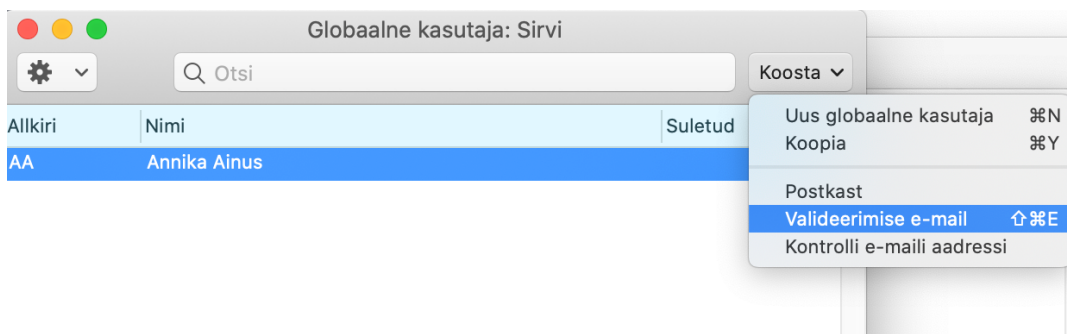 Globaalne kasutaja: Sirvi
Otsi
Koosta
Allkiri Nimi Suletud
AA Annika Ainus
Uus globaalne kasutaja ⌘N
Koopia ⌘Y
Postkast
Valideerimise e-mail ⇧⌘E
Kontrolli e-maili aadressi